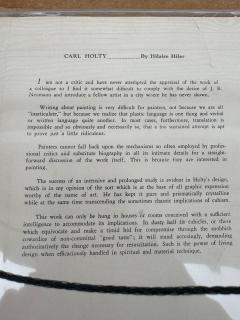 CARL HOLTY________By Hilaire Hiler
I am not a critic and have never attempted the appraisal of the work of
a colleague so I find it somewhat difficult to comply with the desire of J. B.
Neumann and introduce a fellow artist in a city where he has never shown.
Writing about painting is very difficult for painters, not because we are all
"inarticulate," but because we realize that plastic language is one thing and verbal
or written language quite another. In most cases, furthermore, translation is
impossible and so obviously and necessarily so, that a too sustained attempt is apt
to prove just a trifle ridiculous.
Painters cannot fall back upon the mechanisms so often employed by profes-
sional critics and substitute biography in all its intimate details for a straight-
forward discussion of the work itself. This is because they are interested in
painting.
The success of an intensive and prolonged study is evident in Holty's design,
which is in my opinion of the sort which is at the base of all graphic expression
worthy of the name of art. He has kept it pure and prismatically crystalline
while at the same time transcending the sometimes chaotic implications of cubism.
This work can only be hung in houses or rooms conceived with a sufficient
intelligence to accommodate its implications. In dusty half-lit cubicles, or those
which equivocate and make a timid bid for compromise through the mobbish
cowardice of non-committal "good taste"; it will stand accusingly, demanding
authoritatively the change necessary for resuscitation. Such is the power of living
design when efficaciously handled in spiritual and material technique.